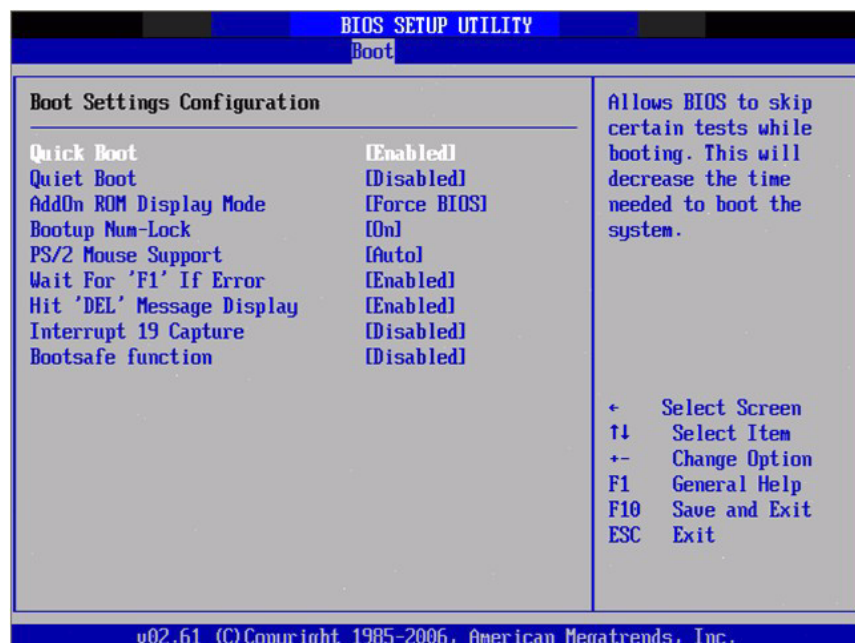 BIOS SETUP UTILITY
Boot
Boot Settings Configuration
Quick Boot [Enabled]
Quiet Boot [Disabled]
AddOn ROM Display Mode [Force BIOS]
Bootup Num-Lock [On]
PS/2 Mouse Support [Auto]
Wait For 'F1' If Error [Enabled]
Hit 'DEL' Message Display [Enabled]
Interrupt 19 Capture [Disabled]
Bootsafe function [Disabled]
Allows BIOS to skip
certain tests while
booting. This will
decrease the time
needed to boot the
system.
← Select Screen
↑↓ Select Item
+- Change Option
F1 General Help
F10 Save and Exit
ESC Exit
v02.61 (C)Copyright 1985-2006, American Megatrends, Inc.